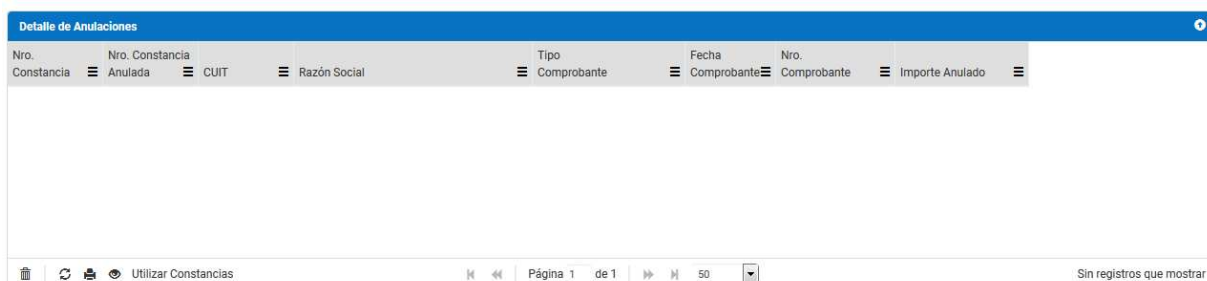 Detalle de Anulaciones
Nro. Constancia
Nro. Constancia Anulada
CUIT
Razón Social
Tipo Comprobante
Fecha Comprobante
Nro. Comprobante
Importe Anulado
Utilizar Constancias
Página 1 de 1
50
Sin registros que mostrar